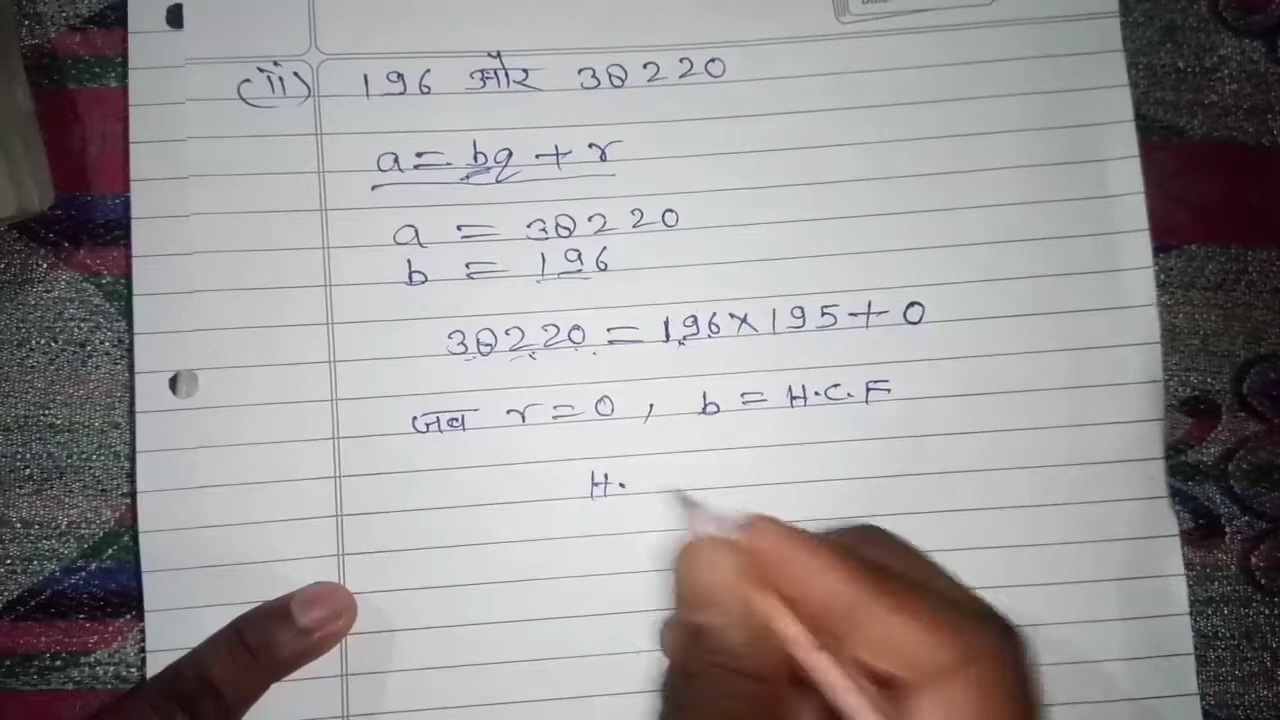 (ii) 196 और 38220
a = bq + r
a = 38220
b = 196
38220 = 196 × 195 + 0
जब r = 0 , b = H.C.F
H.